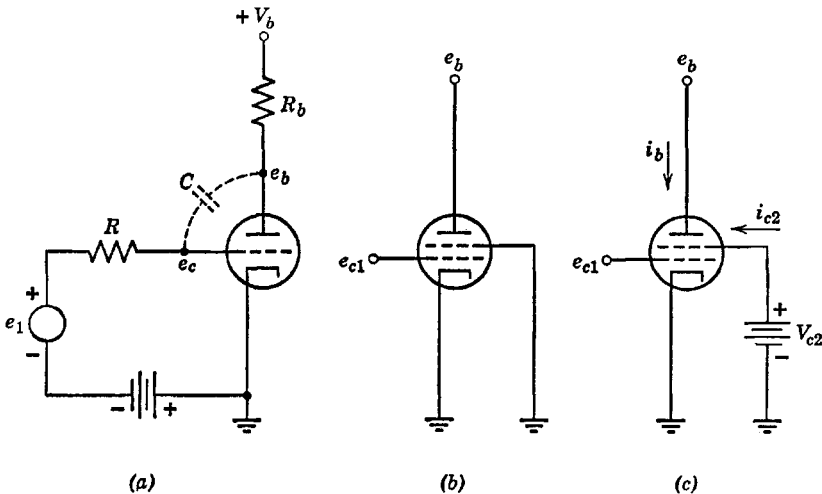 + V_b
R_b
C
e_b
R
e_c
+
e_1
-
- +
(a)
e_b
e_c1
(b)
e_b
i_b
i_c2
e_c1
+
V_c2
-
(c)